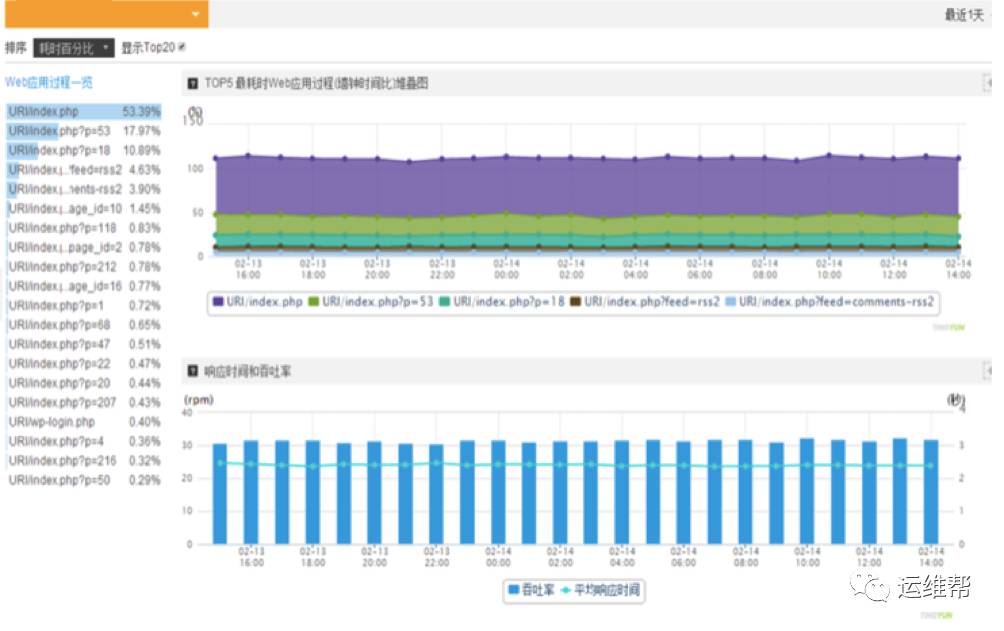 最近1天
排序 耗时百分比 显示Top20
Web应用过程一览
URI/index.php 53.39%
URI/index.php?p=53 17.97%
URI/index.php?p=18 10.89%
URI/index.j...?feed=rss2 4.63%
URI/index.j...nents-rss2 3.90%
URI/index.j...age_id=10 1.45%
URI/index.php?p=118 0.83%
URI/index.j...page_id=2 0.78%
URI/index.php?p=212 0.78%
URI/index.j...age_id=16 0.77%
URI/index.php?p=1 0.72%
URI/index.php?p=68 0.65%
URI/index.php?p=47 0.51%
URI/index.php?p=22 0.47%
URI/index.php?p=20 0.44%
URI/index.php?p=207 0.43%
URI/wp-login.php 0.40%
URI/index.php?p=4 0.36%
URI/index.php?p=216 0.32%
URI/index.php?p=50 0.29%
TOP5 最耗时Web应用过程(墙钟时间比)堆叠图
(%)
150
100
50
0
02-13 02-13 02-13 02-13 02-14 02-14 02-14 02-14 02-14 02-14 02-14 02-14
16:00 18:00 20:00 22:00 00:00 02:00 04:00 06:00 08:00 10:00 12:00 14:00
URI/index.php URI/index.php?p=53 URI/index.php?p=18 URI/index.php?feed=rss2 URI/index.php?feed=comments-rss2
TINGYUN
响应时间和吞吐率
(rpm)
40 4
30 3
20 2
10 1
0 0
02-13 02-13 02-13 02-13 02-14 02-14 02-14 02-14 02-14 02-14 02-14 02-14
16:00 18:00 20:00 22:00 00:00 02:00 04:00 06:00 08:00 10:00 12:00 14:00
吞吐率 平均响应时间
运维帮
TINGYUN